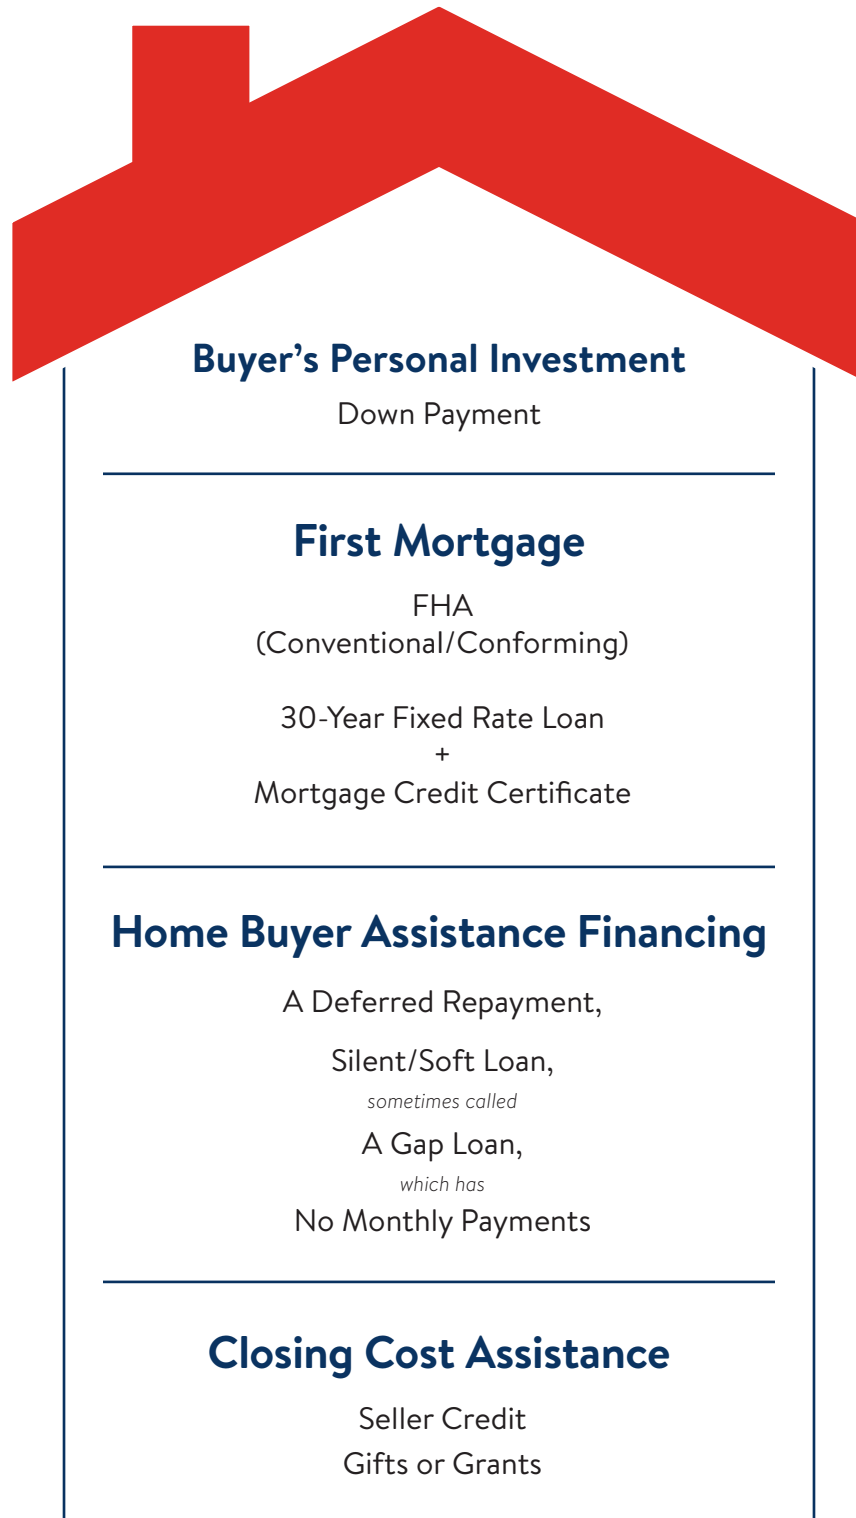 Buyer’s Personal Investment
Down Payment
First Mortgage
FHA
(Conventional/Conforming)
30-Year Fixed Rate Loan
+
Mortgage Credit Certificate
Home Buyer Assistance Financing
A Deferred Repayment,
Silent/Soft Loan,
sometimes called
A Gap Loan,
which has
No Monthly Payments
Closing Cost Assistance
Seller Credit
Gifts or Grants